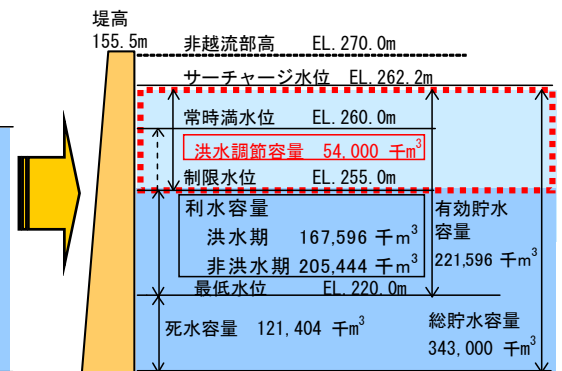 堤高
155.5m
非越流部高 EL.270.0m
サーチャージ水位 EL.262.2m
常時満水位 EL.260.0m
洪水調節容量 54,000 千m³
制限水位 EL.255.0m
利水容量
洪水期 167,596 千m³
非洪水期 205,444 千m³
有効貯水
容量
221,596 千m³
最低水位 EL.220.0m
死水容量 121,404 千m³
総貯水容量
343,000 千m³